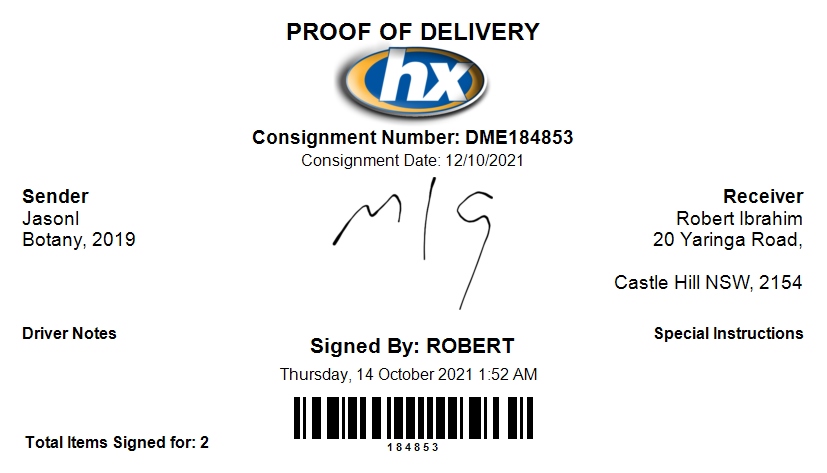 PROOF OF DELIVERY
hx
Consignment Number: DME184853
Consignment Date: 12/10/2021
Sender
JasonI
Botany, 2019
Receiver
Robert Ibrahim
20 Yaringa Road,
Castle Hill NSW, 2154
Driver Notes
Special Instructions
Signed By: ROBERT
Thursday, 14 October 2021 1:52 AM
184853
Total Items Signed for: 2